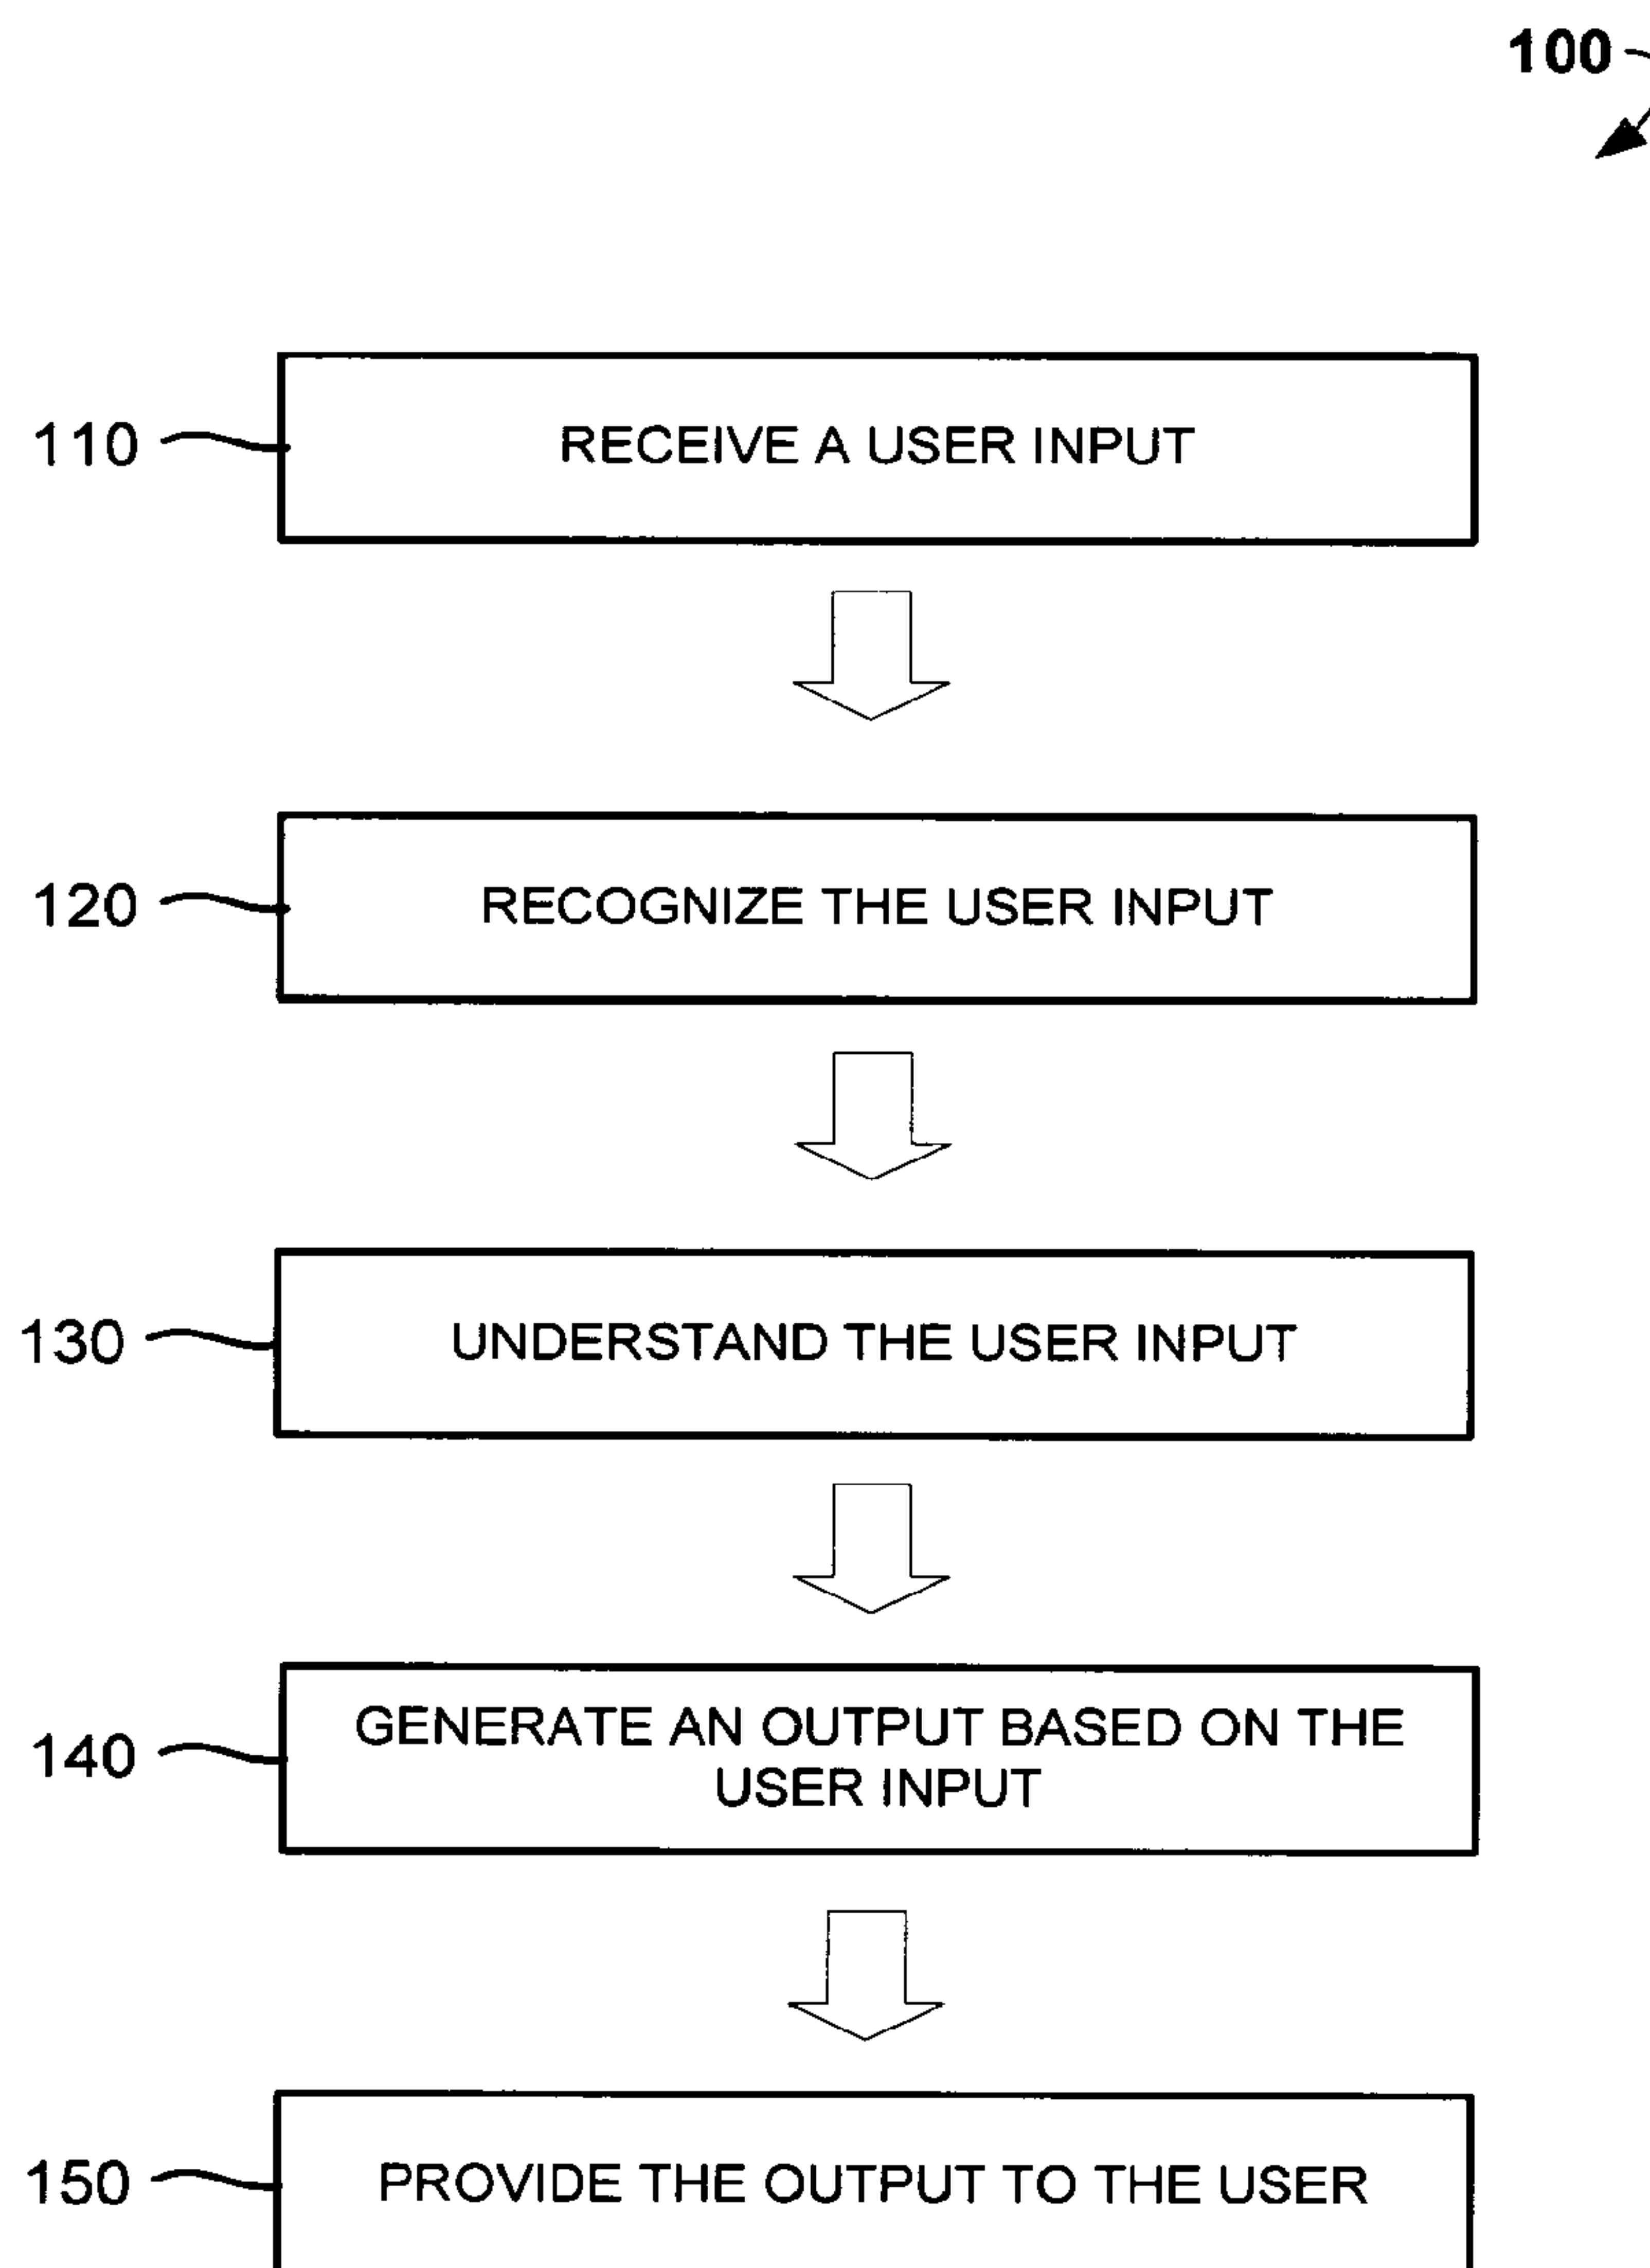 100
110 RECEIVE A USER INPUT
120 RECOGNIZE THE USER INPUT
130 UNDERSTAND THE USER INPUT
140 GENERATE AN OUTPUT BASED ON THE
USER INPUT
150 PROVIDE THE OUTPUT TO THE USER